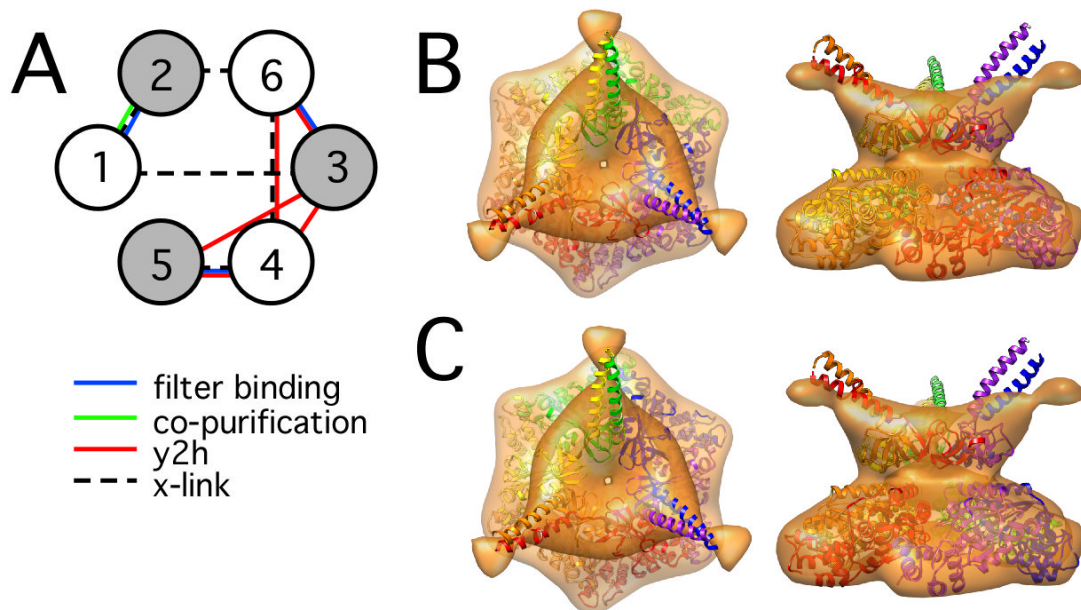 A
2
6
1
3
5
4
filter binding
co-purification
y2h
x-link
B
C